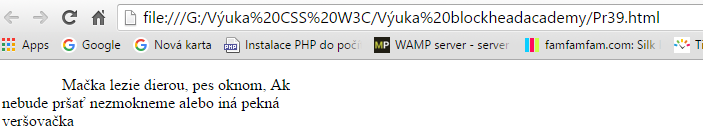 file:///G:/Výuka%20CSS%20W3C/Výuka%20blockheadacademy/Pr39.html
Apps Google Nová karta Instalace PHP do počí WAMP server - server famfamfam.com: Silk
Mačka lezie dierou, pes oknom, Ak
nebude pršať nezmokneme alebo iná pekná
veršovačka